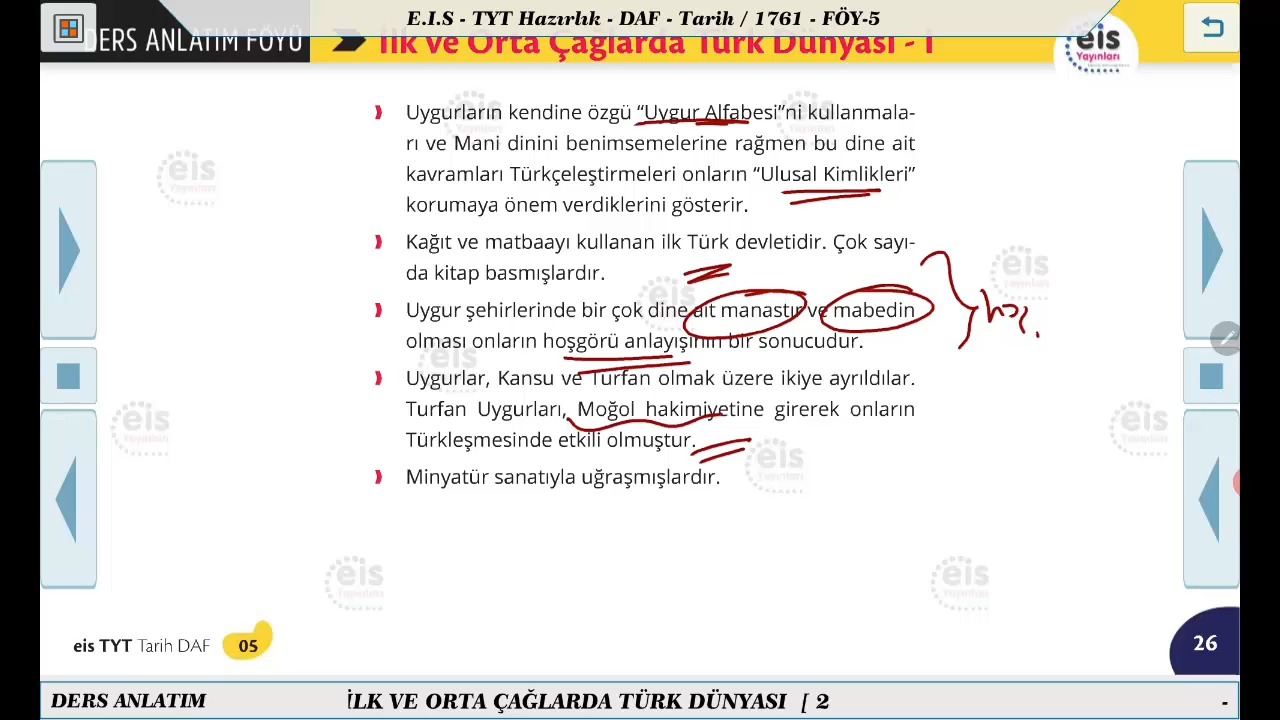 E.I.S - TYT Hazırlık - DAF - Tarih / 1761 - FÖY-5
DERS ANLATIM FÖYÜ
İlk ve Orta Çağlarda Türk Dünyası - I
eis
Yayınları
Uygurların kendine özgü “Uygur Alfabesi”ni kullanmala-
rı ve Mani dinini benimsemelerine rağmen bu dine ait
kavramları Türkçeleştirmeleri onların “Ulusal Kimlikleri”
korumaya önem verdiklerini gösterir.
Kağıt ve matbaayı kullanan ilk Türk devletidir. Çok sayı-
da kitap basmışlardır.
Uygur şehirlerinde bir çok dine ait manastır ve mabedin
olması onların hoşgörü anlayışının bir sonucudur.
Uygurlar, Kansu ve Turfan olmak üzere ikiye ayrıldılar.
Turfan Uygurları, Moğol hakimiyetine girerek onların
Türkleşmesinde etkili olmuştur.
Minyatür sanatıyla uğraşmışlardır.
eis TYT Tarih DAF 05
26
DERS ANLATIM
İLK VE ORTA ÇAĞLARDA TÜRK DÜNYASI [ 2
-